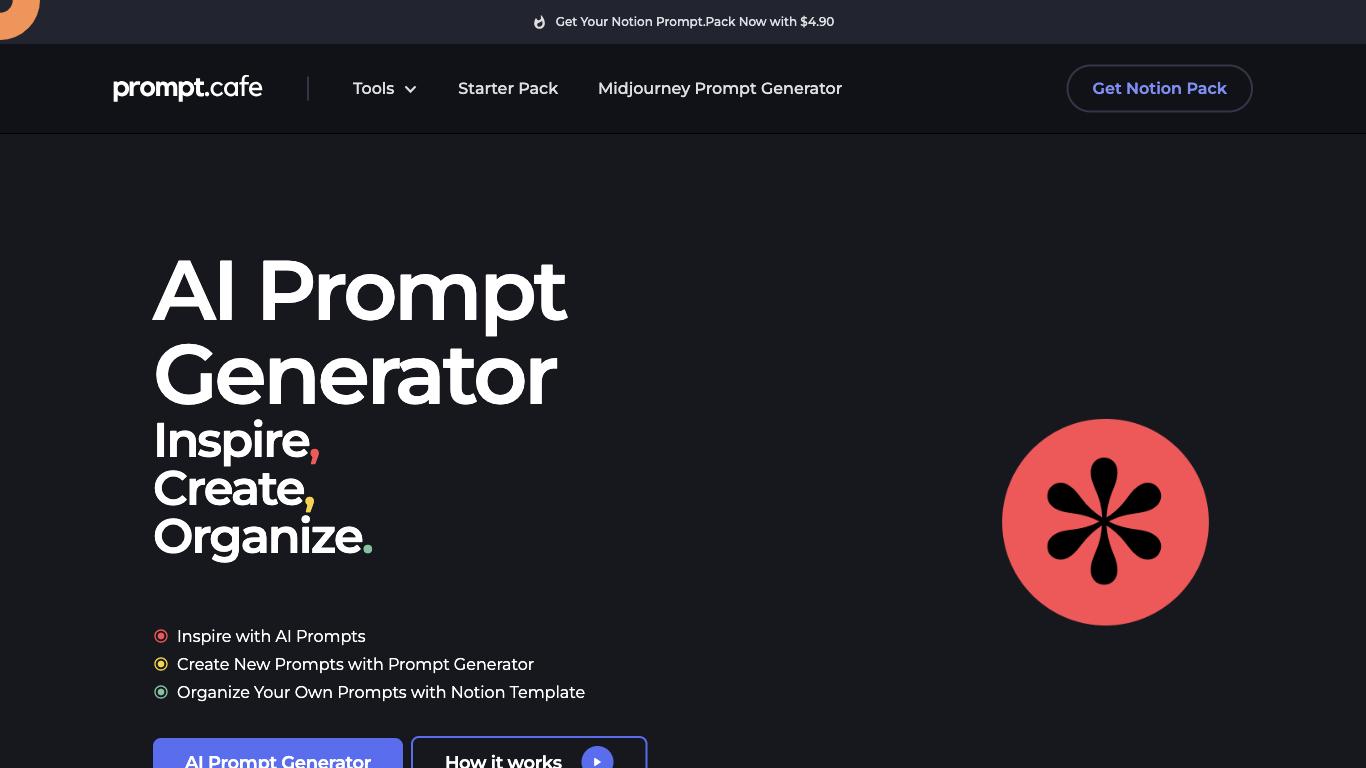 Get Your Notion Prompt.Pack Now with $4.90
prompt.cafe
Tools
Starter Pack
Midjourney Prompt Generator
Get Notion Pack
AI Prompt
Generator
Inspire,
Create,
Organize.
Inspire with AI Prompts
Create New Prompts with Prompt Generator
Organize Your Own Prompts with Notion Template
AI Prompt Generator
How it works